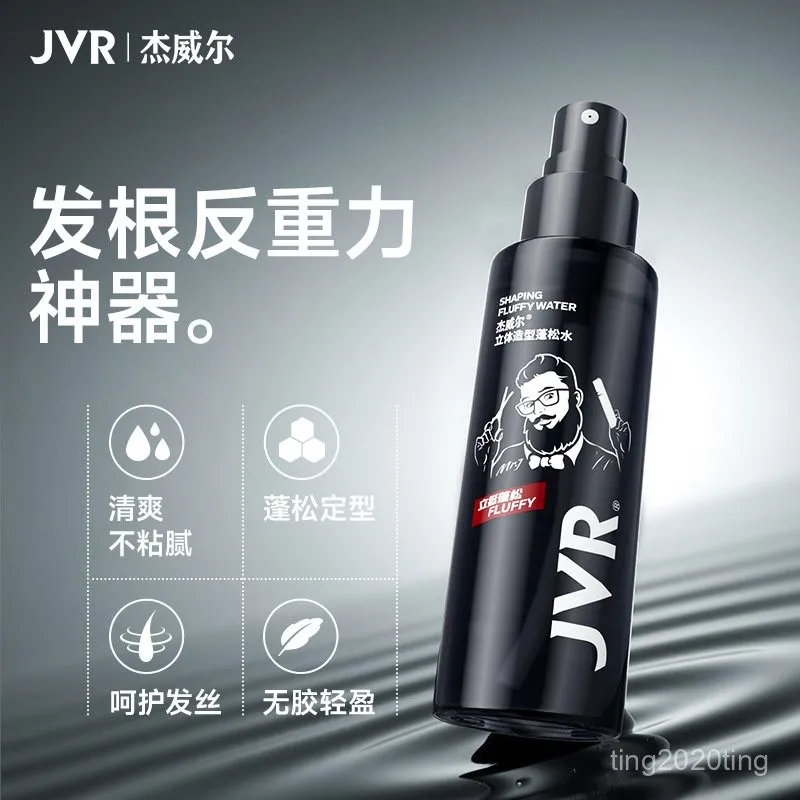 JVR 杰威尔
发根反重力
神器。
清爽
不粘腻
蓬松定型
呵护发丝
无胶轻盈
SHAPING
FLUFFY WATER
杰威尔®
立体造型蓬松水
Mr.J
立挺蓬松
FLUFFY
JVR®
ting2020ting